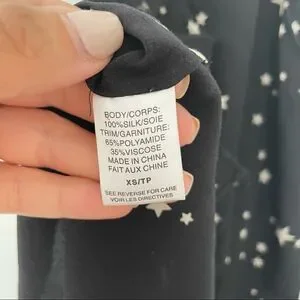 BODY/CORPS:
100%SILK/SOIE
TRIM/GARNITURE:
65%POLYAMIDE
35%VISCOSE
MADE IN CHINA
FAIT AUX CHINE
XS/TP
SEE REVERSE FOR CARE
VOIR LES DIRECTIVES